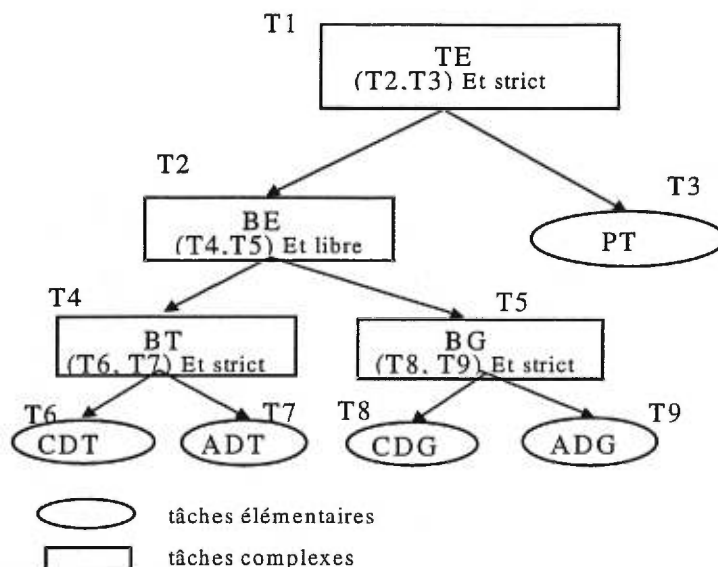 T1
TE
(T2.T3) Et strict
T2
T3
BE
(T4.T5) Et libre
PT
T4
T5
BT
(T6. T7) Et strict
BG
(T8. T9) Et strict
T6
T7
T8
T9
CDT
ADT
CDG
ADG
tâches élémentaires
tâches complexes